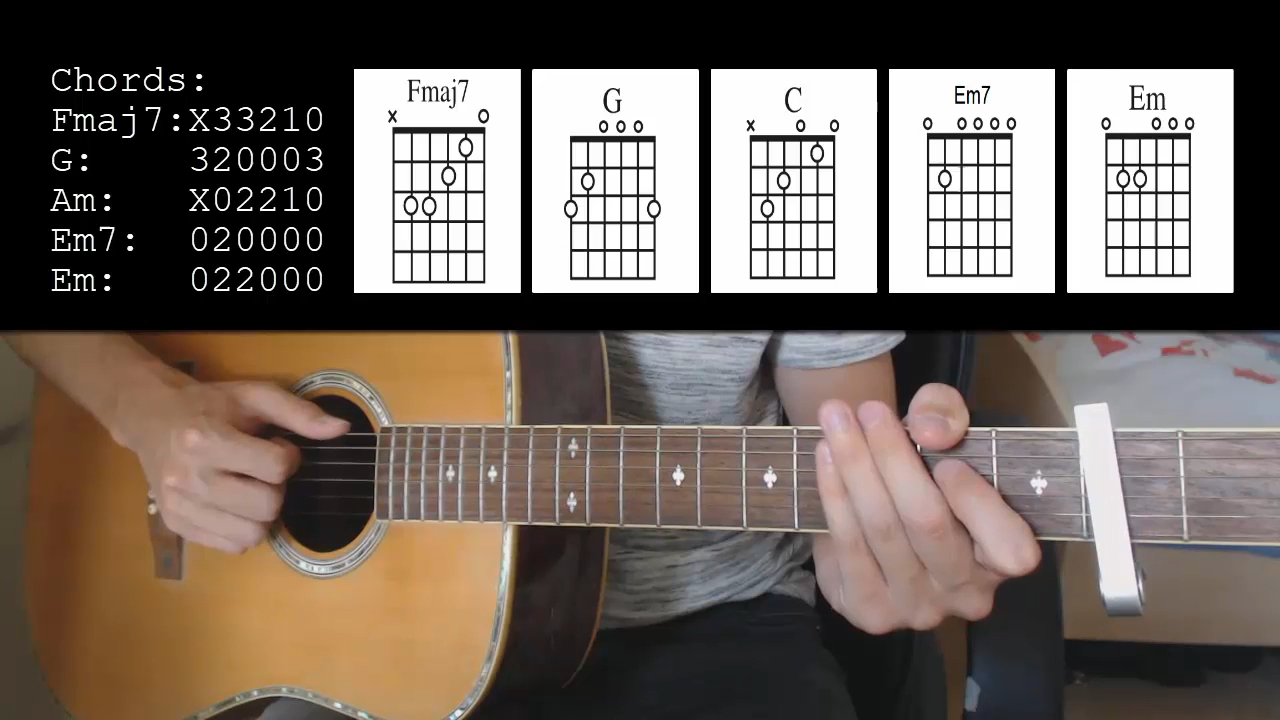 Chords:
Fmaj7:X33210
G: 320003
Am: X02210
Em7: 020000
Em: 022000
Fmaj7
x o
G
o o o
C
x o o
Em7
o o o o o
Em
o o o o